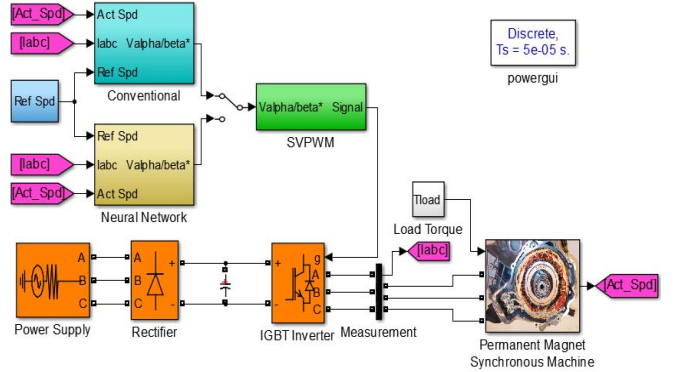 [Act_Spd]
Act Spd
[Iabc]
Iabc Valpha/beta*
Ref Spd
Conventional
Ref Spd
Ref Spd
[Iabc]
Iabc Valpha/beta*
[Act_Spd]
Act Spd
Neural Network
Valpha/beta* Signal
SVPWM
Discrete,
Ts = 5e-05 s.
powergui
Tload
Load Torque
[Iabc]
A
B
C
Power Supply
A
B
C
+
-
Rectifier
+
-
g
A
B
C
IGBT Inverter
Measurement
[Act_Spd]
Permanent Magnet
Synchronous Machine